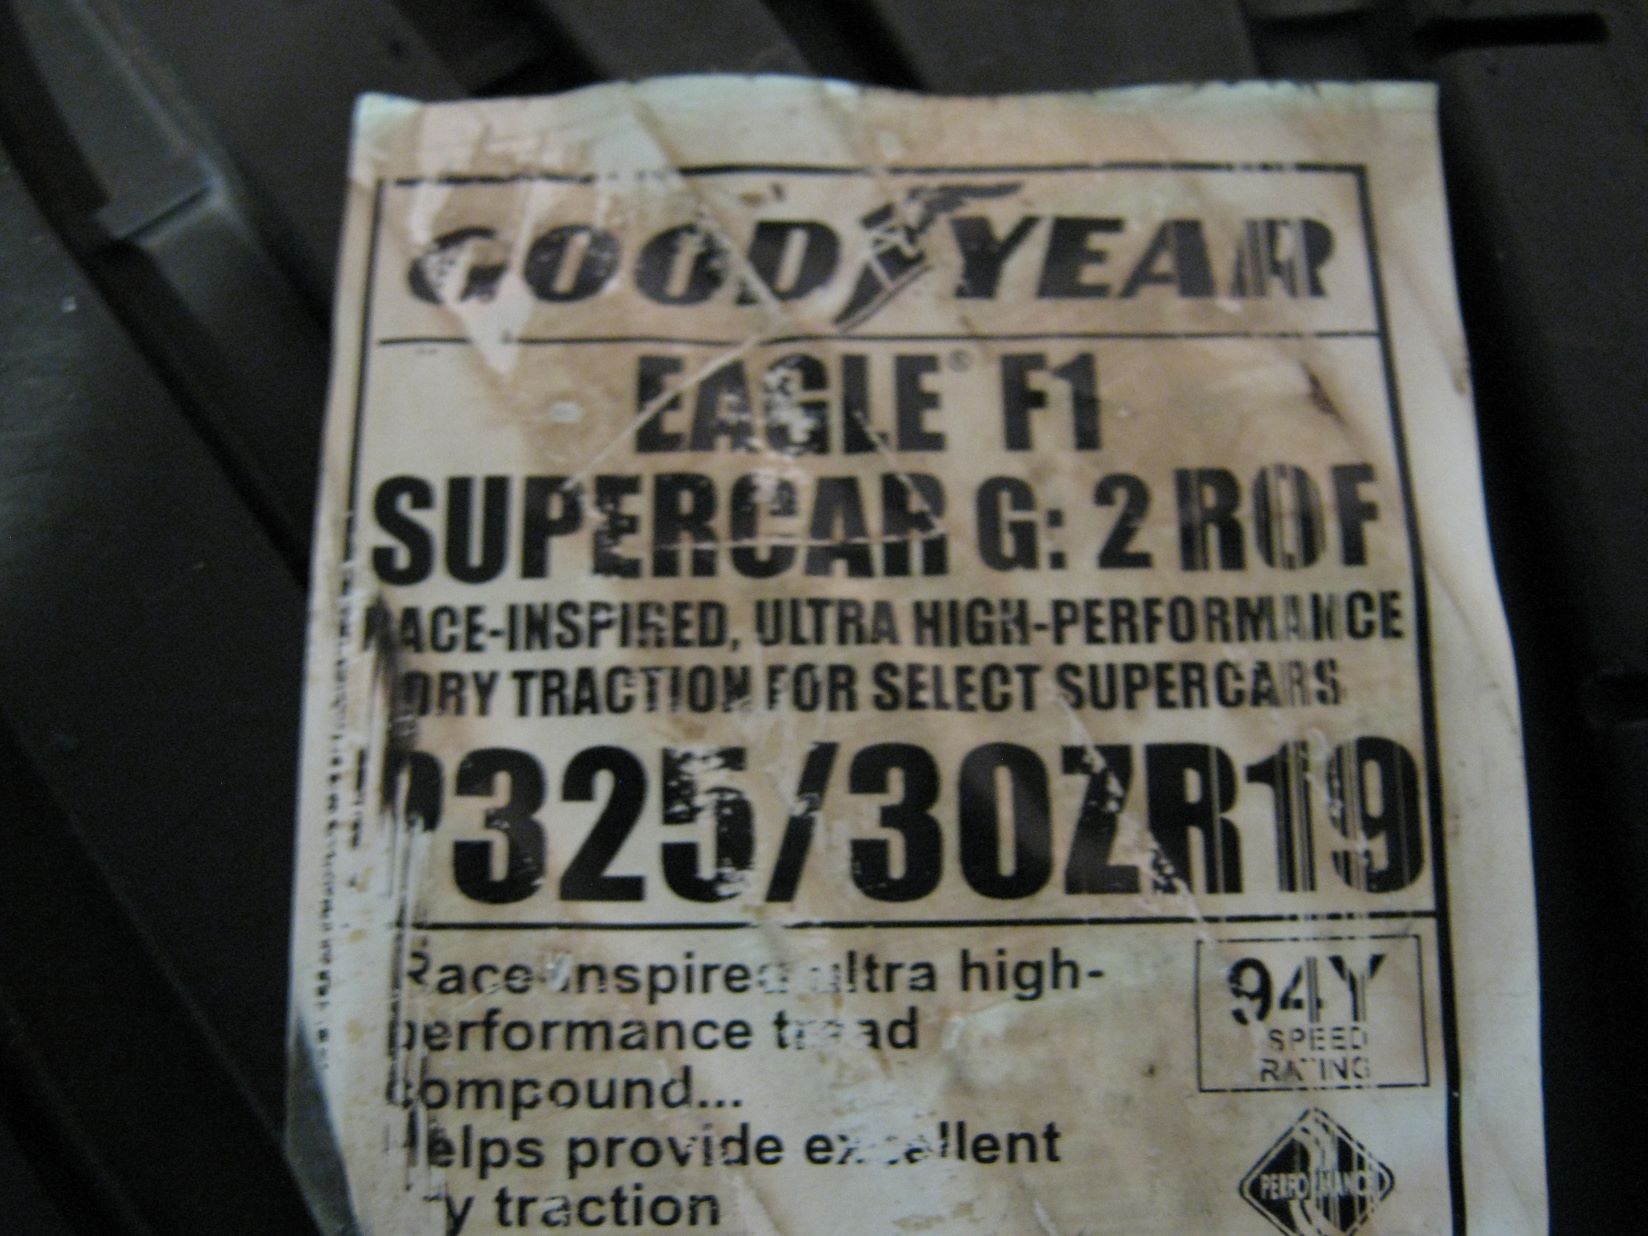 GOODYEAR
EAGLE® F1
SUPERCAR G: 2 ROF
RACE-INSPIRED, ULTRA HIGH-PERFORMANCE
DRY TRACTION FOR SELECT SUPERCARS
P325/30ZR19
Race-inspired ultra high-
performance tread
compound...
Helps provide excellent
dry traction
94Y
SPEED
RATING
PERFORMANCE